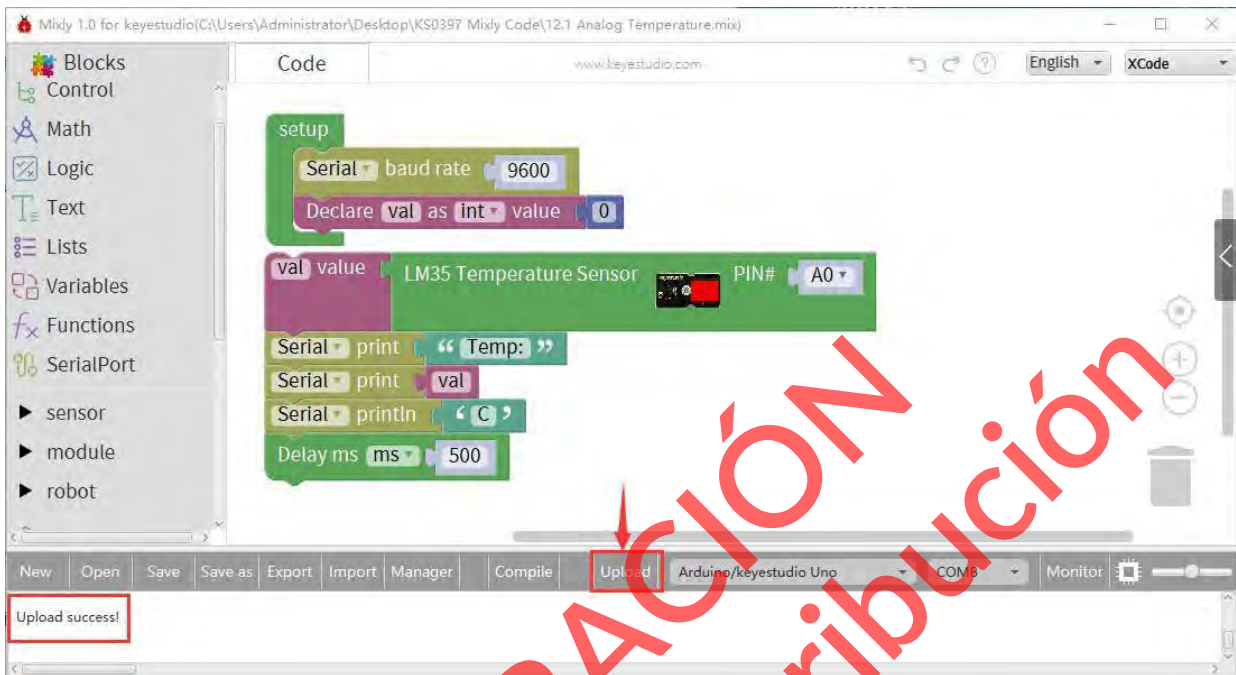 Mixly 1.0 for keyestudio(C:\Users\Administrator\Desktop\KS0397 Mixly Code\12.1 Analog Temperature.mix)
Blocks
Code
www.keyestudio.com
English
XCode
Control
Math
Logic
Text
Lists
Variables
Functions
SerialPort
sensor
module
robot
setup
Serial baud rate 9600
Declare val as int value 0
val value LM35 Temperature Sensor PIN# A0
Serial print “ Temp: ”
Serial print val
Serial println ‘ C ’
Delay ms ms 500
New Open Save Save as Export Import Manager Compile Upload Arduino/keyestudio Uno COM8 Monitor
Upload success!
RACIÓN
ribución